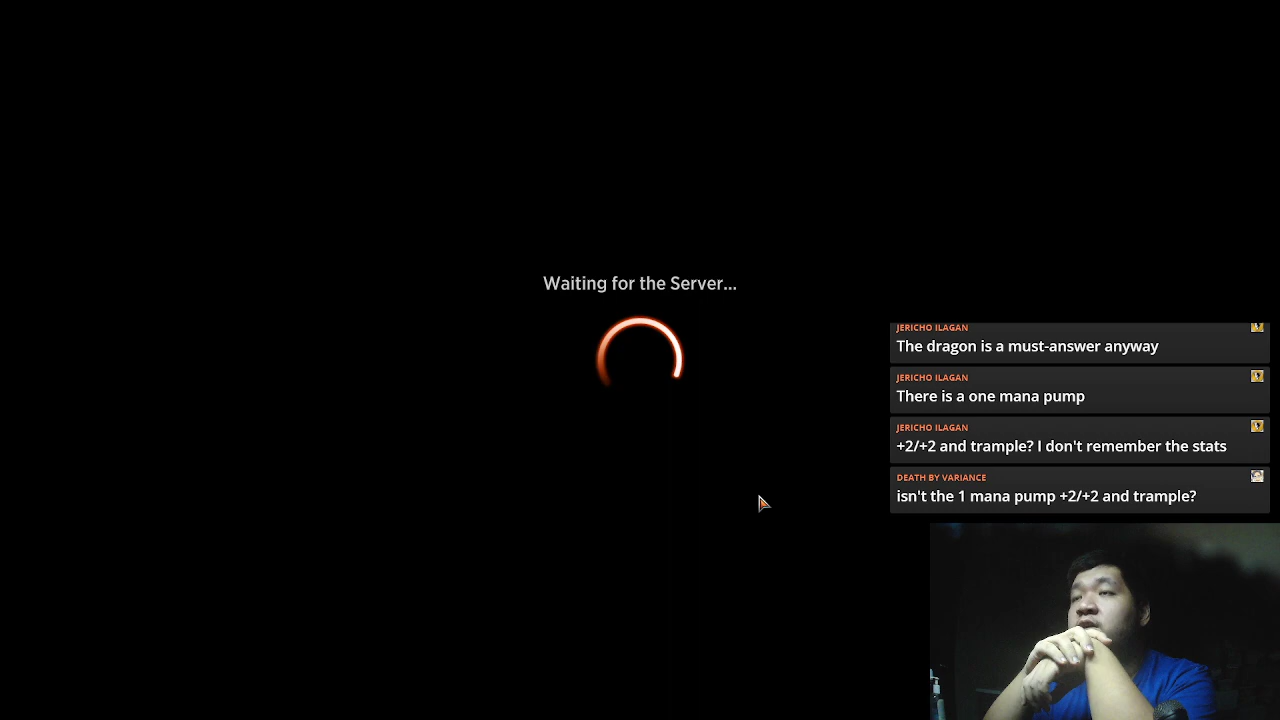 Waiting for the Server...
JERICHO ILAGAN
The dragon is a must-answer anyway
JERICHO ILAGAN
There is a one mana pump
JERICHO ILAGAN
+2/+2 and trample? I don't remember the stats
DEATH BY VARIANCE
isn't the 1 mana pump +2/+2 and trample?